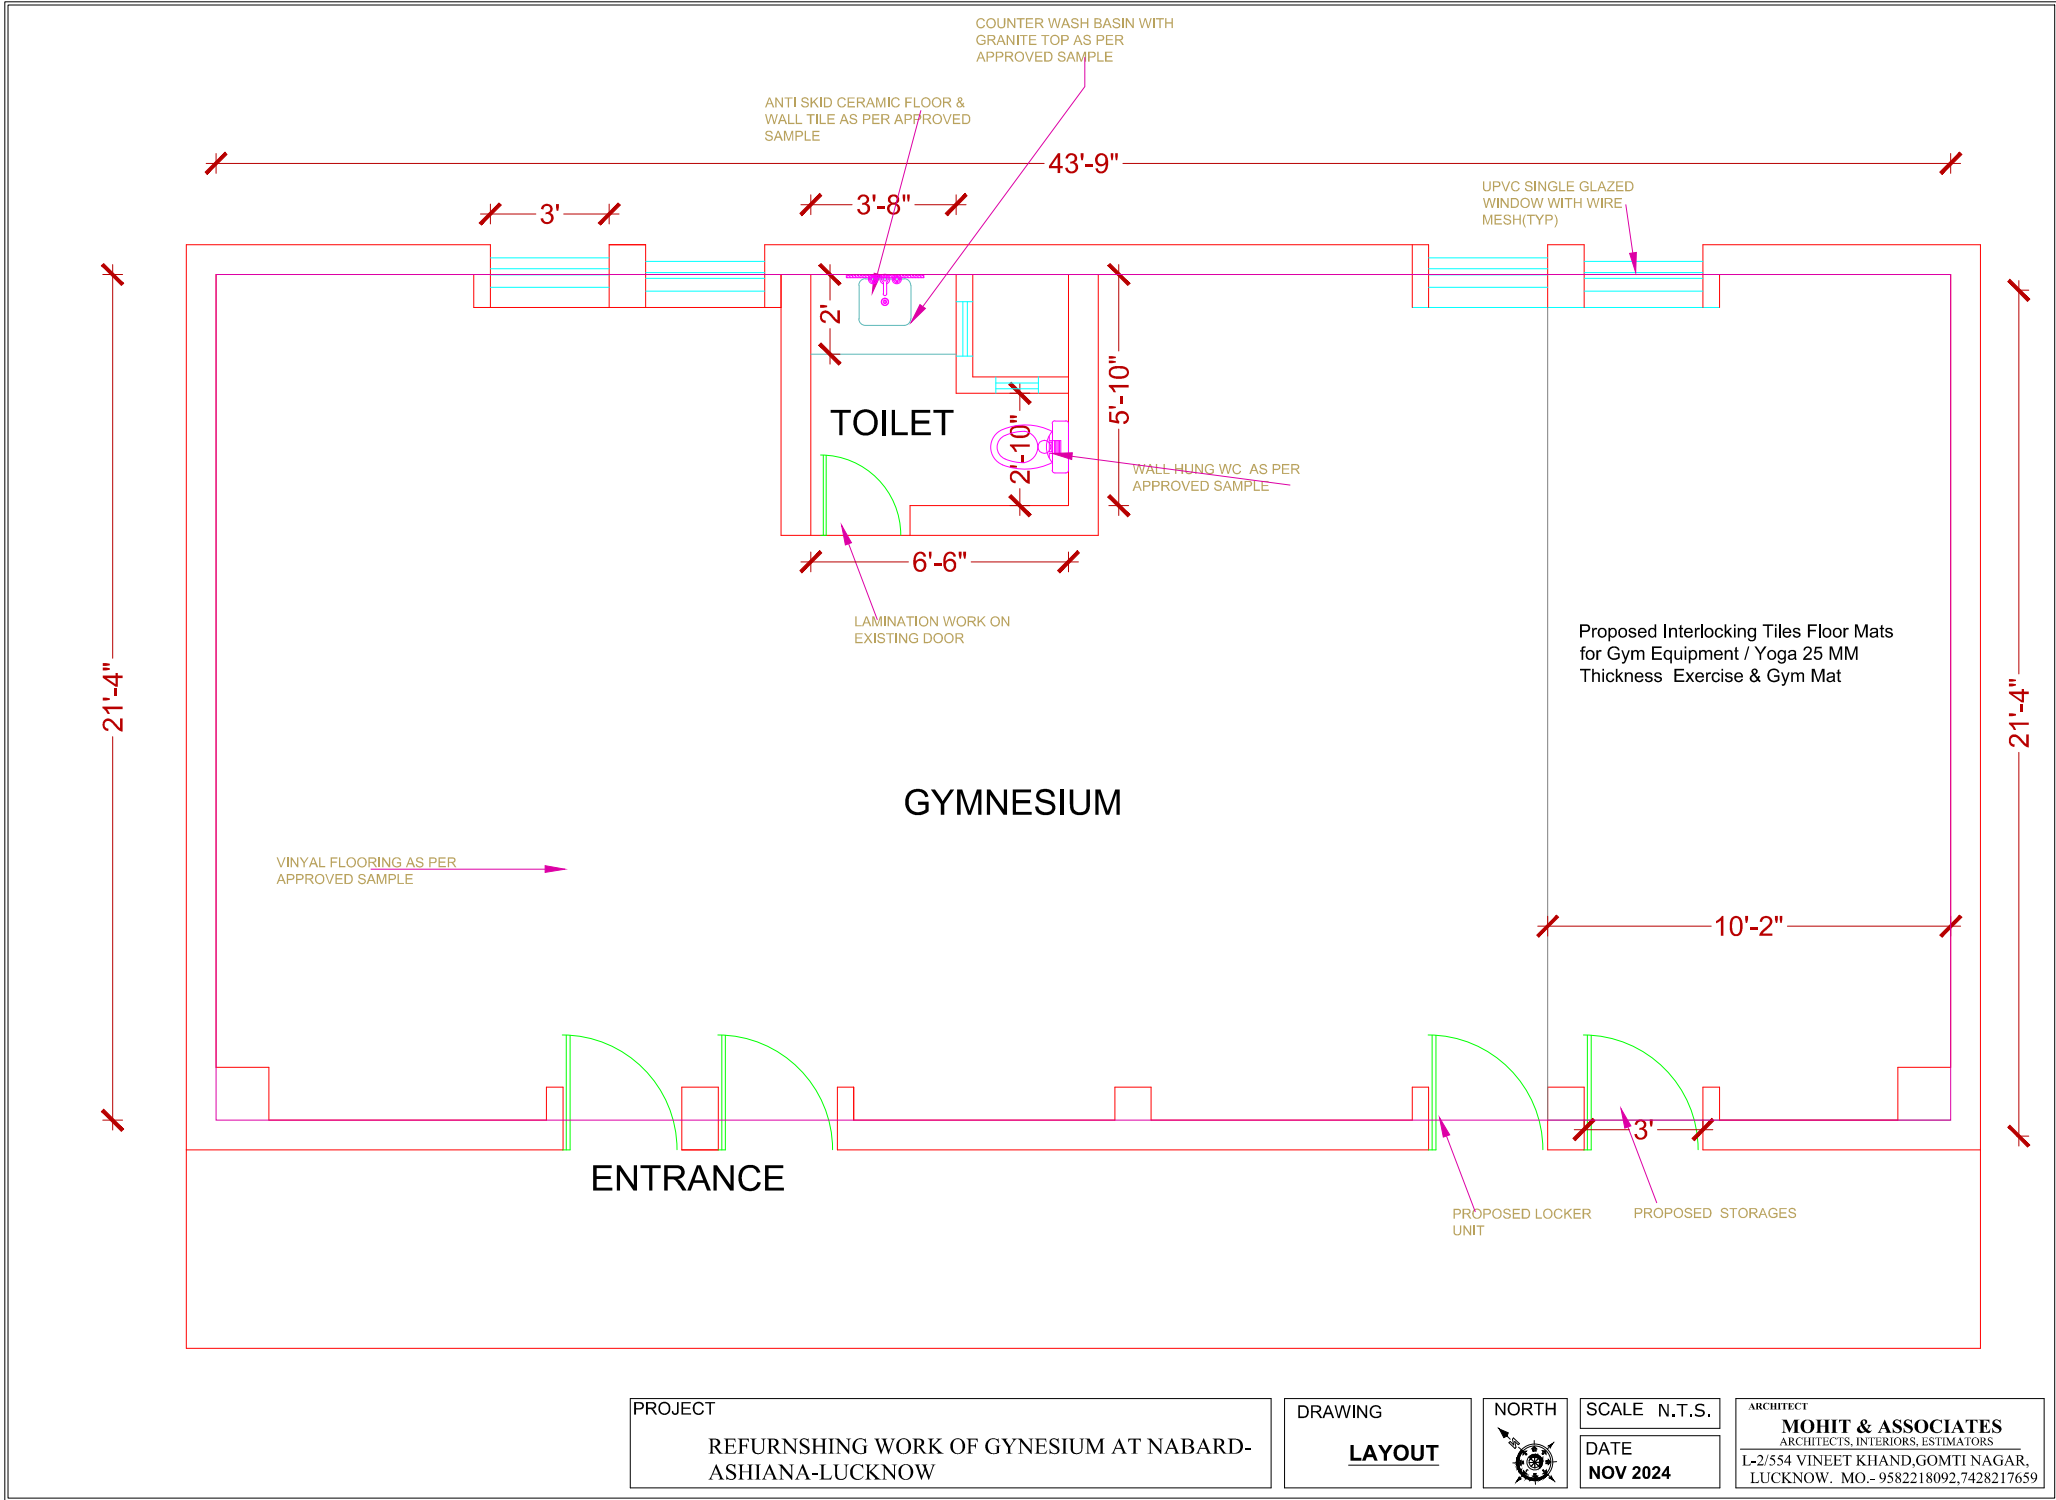 COUNTER WASH BASIN WITH
GRANITE TOP AS PER
APPROVED SAMPLE
ANTI SKID CERAMIC FLOOR &
WALL TILE AS PER APPROVED
SAMPLE
43'-9"
UPVC SINGLE GLAZED
WINDOW WITH WIRE
MESH(TYP)
3'
3'-8"
2'
5'-10"
TOILET
2'-10"
WALL HUNG WC AS PER
APPROVED SAMPLE
6'-6"
LAMINATION WORK ON
EXISTING DOOR
Proposed Interlocking Tiles Floor Mats
for Gym Equipment / Yoga 25 MM
Thickness Exercise & Gym Mat
21'-4"
21'-4"
GYMNESIUM
VINYAL FLOORING AS PER
APPROVED SAMPLE
10'-2"
3'
ENTRANCE
PROPOSED LOCKER
UNIT
PROPOSED STORAGES
PROJECT
REFURNSHING WORK OF GYNESIUM AT NABARD-
ASHIANA-LUCKNOW
DRAWING
LAYOUT
NORTH
SCALE N.T.S.
DATE
NOV 2024
ARCHITECT
MOHIT & ASSOCIATES
ARCHITECTS, INTERIORS, ESTIMATORS
L-2/554 VINEET KHAND,GOMTI NAGAR,
LUCKNOW. MO.- 9582218092,7428217659